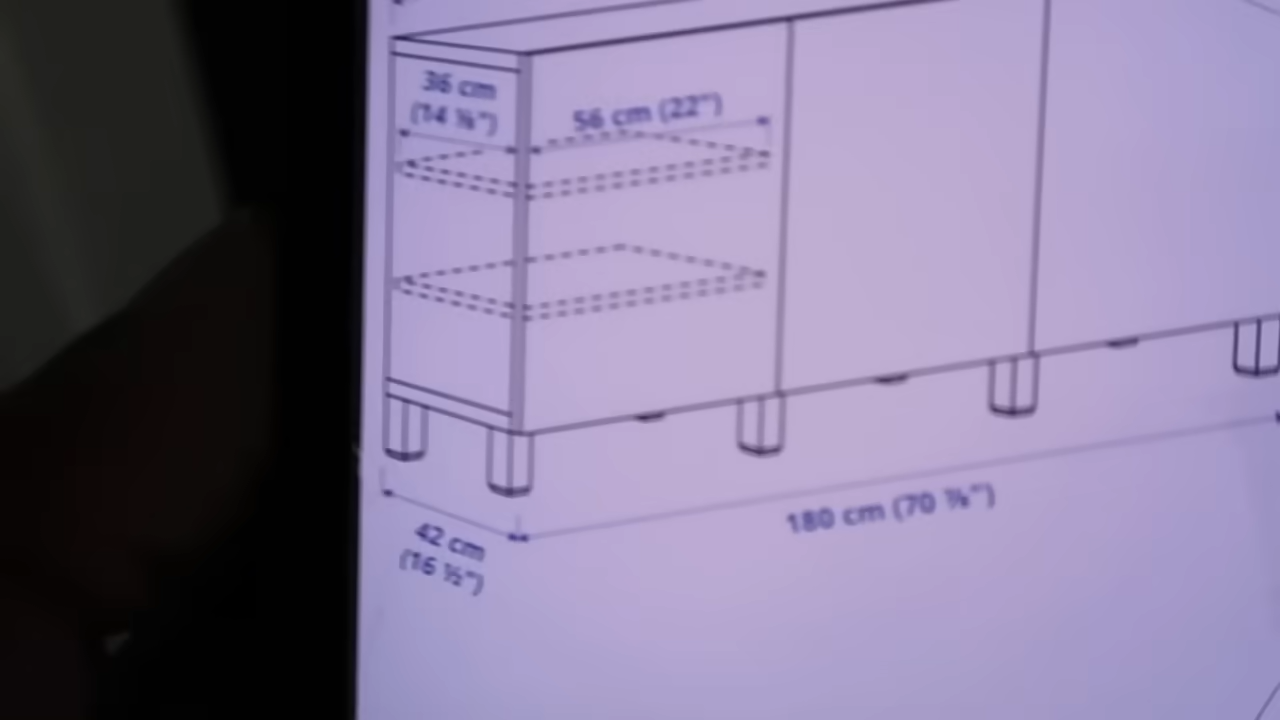 36 cm
(14 ⅛")
56 cm (22")
180 cm (70 ⅞")
42 cm
(16 ½")